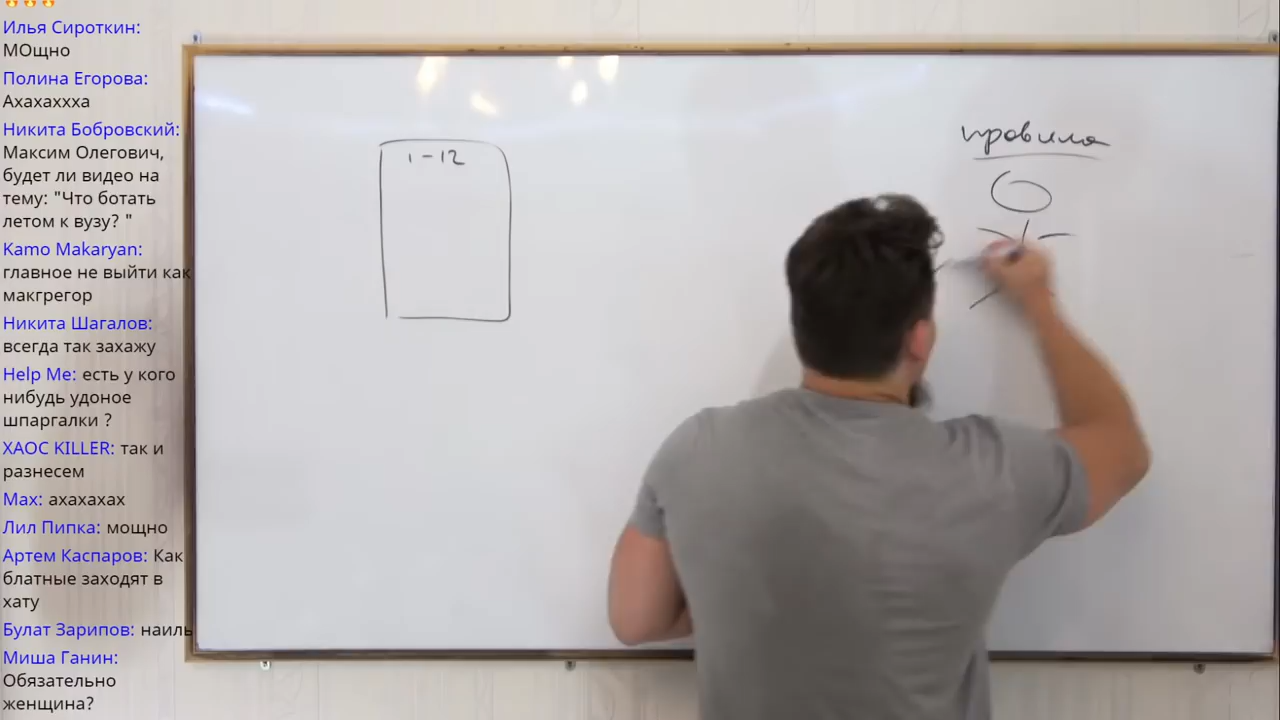 Илья Сироткин:
МОщно
Полина Егорова:
Ахахаххха
Никита Бобровский:
Максим Олегович,
будет ли видео на
тему: "Что ботать
летом к вузу? "
Kamo Makaryan:
главное не выйти как
макгрегор
Никита Шагалов:
всегда так захажу
Help Me: есть у кого
нибудь удоное
шпаргалки ?
ХАОС KILLER: так и
разнесем
Max: ахахахах
Лил Пипка: мощно
Артем Каспаров: Как
блатные заходят в
хату
Булат Зарипов: наиль
Миша Ганин:
Обязательно
женщина?
1-12
правила